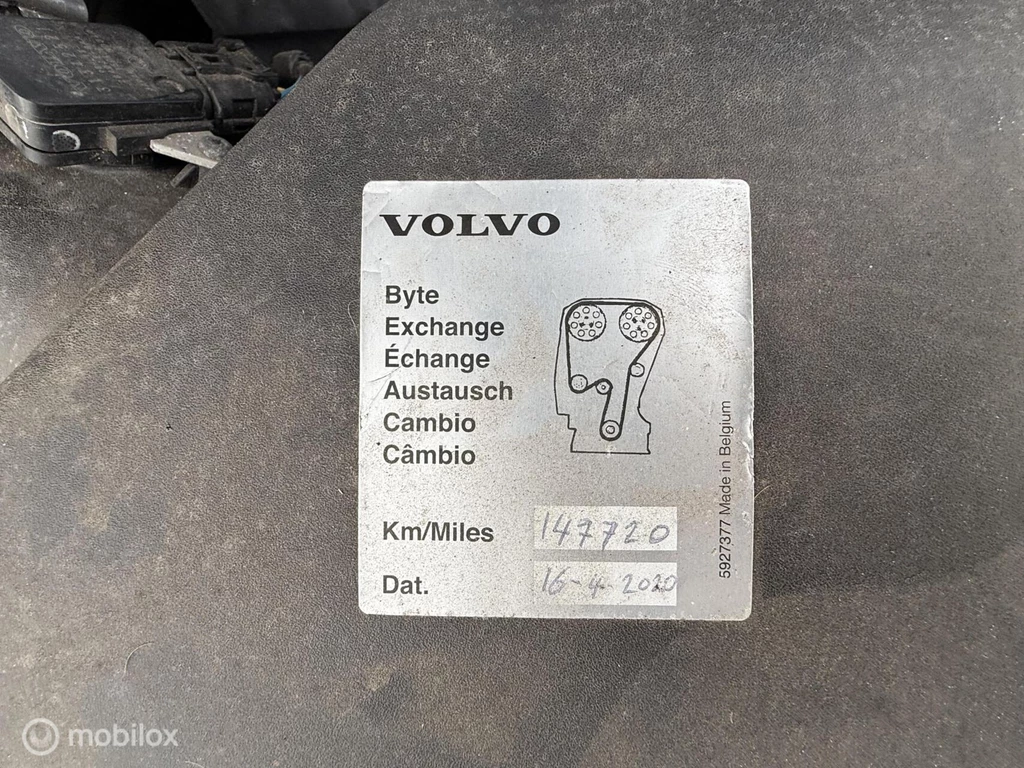 VOLVO
Byte
Exchange
Échange
Austausch
Cambio
Câmbio
Km/Miles 147720
Dat. 16-4-2020
5927377 Made in Belgium
mobilox